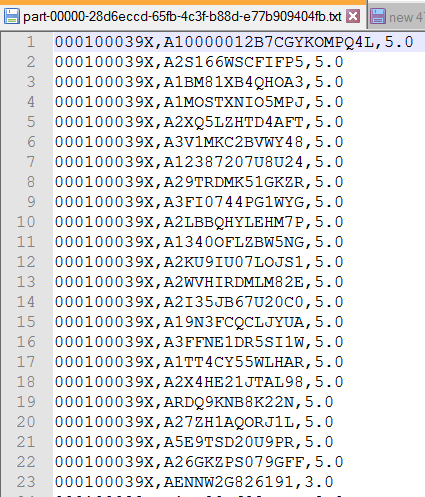 part-00000-28d6eccd-65fb-4c3f-b88d-e77b909404fb.txt new 4
1 000100039X,A10000012B7CGYKOMPQ4L,5.0
2 000100039X,A2S166WSCFIFP5,5.0
3 000100039X,A1BM81XB4QHOA3,5.0
4 000100039X,A1MOSTXNIO5MPJ,5.0
5 000100039X,A2XQ5LZHTD4AFT,5.0
6 000100039X,A3V1MKC2BVWY48,5.0
7 000100039X,A12387207U8U24,5.0
8 000100039X,A29TRDMK51GKZR,5.0
9 000100039X,A3FI0744PG1WYG,5.0
10 000100039X,A2LBBQHYLEHM7P,5.0
11 000100039X,A1340OFLZBW5NG,5.0
12 000100039X,A2KU9IU07LOJS1,5.0
13 000100039X,A2WVHIRDMLM82E,5.0
14 000100039X,A2I35JB67U20C0,5.0
15 000100039X,A19N3FCQCLJYUA,5.0
16 000100039X,A3FFNE1DR5SI1W,5.0
17 000100039X,A1TT4CY55WLHAR,5.0
18 000100039X,A2X4HE21JTAL98,5.0
19 000100039X,ARDQ9KNB8K22N,5.0
20 000100039X,A27ZH1AQORJ1L,5.0
21 000100039X,A5E9TSD20U9PR,5.0
22 000100039X,A26GKZPS079GFF,5.0
23 000100039X,AENNW2G826191,3.0